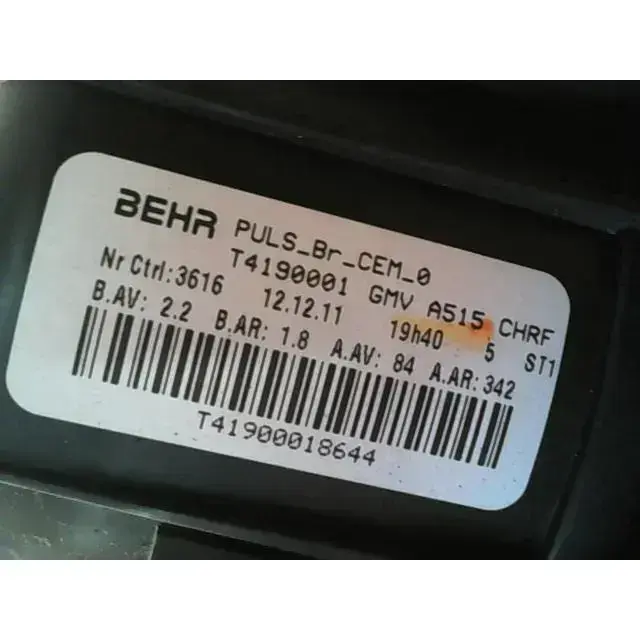 BEHR PULS_Br_CEM_0
T4190001 GMV A515 CHRF
Nr Ctrl:3616 12.12.11 19h40 5 ST1
B.AV: 2.2 B.AR: 1.8 A.AV: 84 A.AR:342
T41900018644